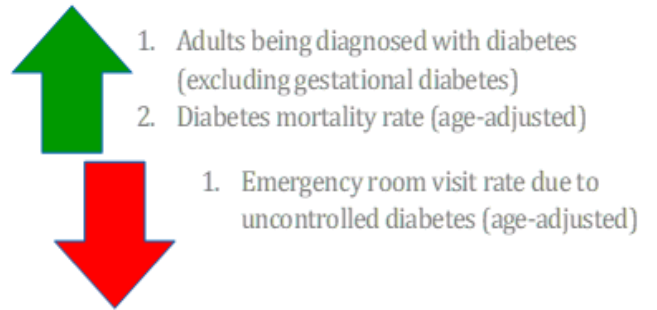 1. Adults being diagnosed with diabetes
(excluding gestational diabetes)
2. Diabetes mortality rate (age-adjusted)
1. Emergency room visit rate due to
uncontrolled diabetes (age-adjusted)